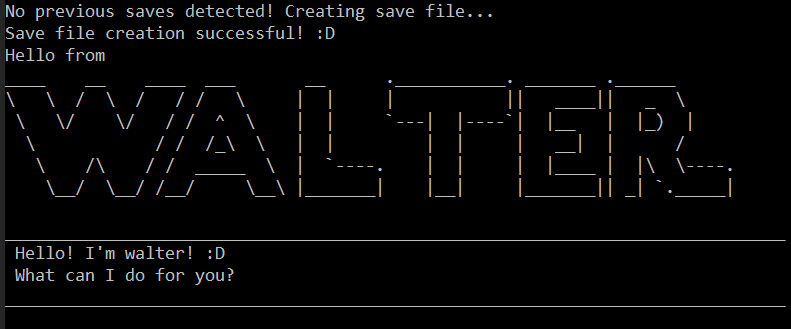 No previous saves detected! Creating save file...
Save file creation successful! :D
Hello from
WALTER
Hello! I'm walter! :D
What can I do for you?